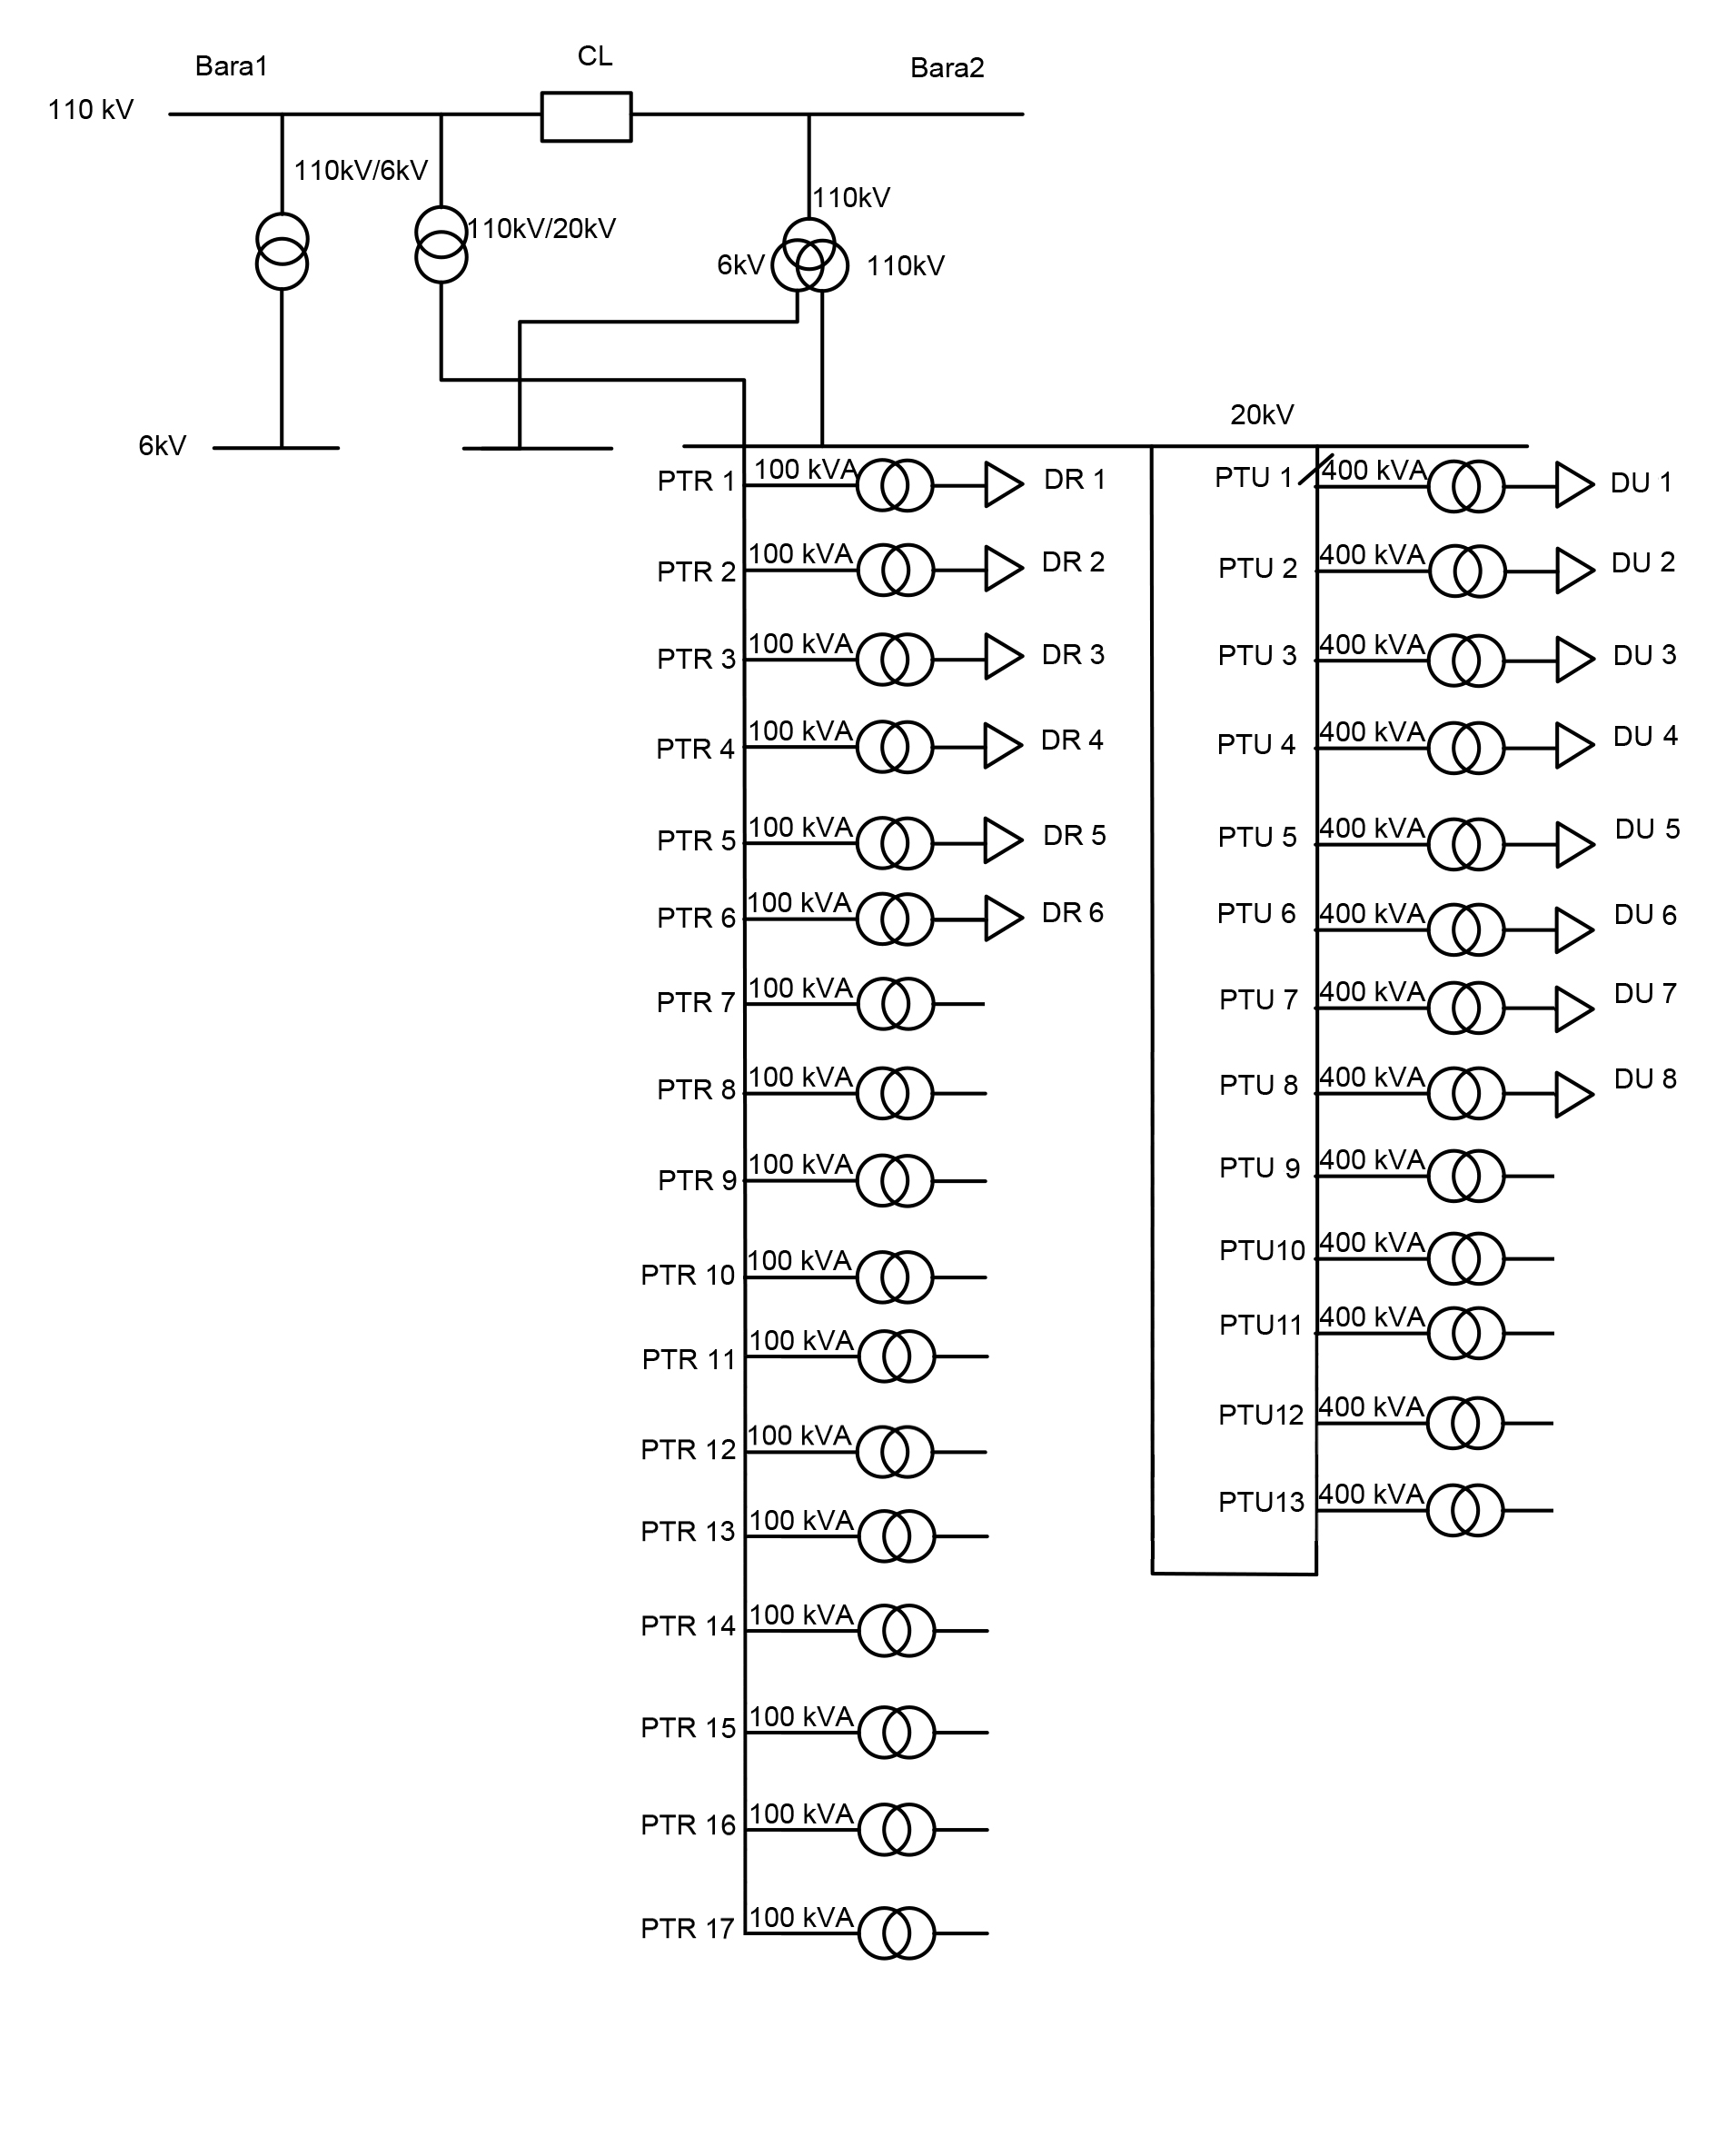 Bara1
CL
Bara2
110 kV
110kV/6kV
110kV/20kV
110kV
6kV
110kV
6kV
20kV
PTR 1 100 kVA DR 1
PTU 1 400 kVA DU 1
PTR 2 100 kVA DR 2
PTU 2 400 kVA DU 2
PTR 3 100 kVA DR 3
PTU 3 400 kVA DU 3
PTR 4 100 kVA DR 4
PTU 4 400 kVA DU 4
PTR 5 100 kVA DR 5
PTU 5 400 kVA DU 5
PTR 6 100 kVA DR 6
PTU 6 400 kVA DU 6
PTR 7 100 kVA
PTU 7 400 kVA DU 7
PTR 8 100 kVA
PTU 8 400 kVA DU 8
PTR 9 100 kVA
PTU 9 400 kVA
PTR 10 100 kVA
PTU10 400 kVA
PTR 11 100 kVA
PTU11 400 kVA
PTR 12 100 kVA
PTU12 400 kVA
PTR 13 100 kVA
PTU13 400 kVA
PTR 14 100 kVA
PTR 15 100 kVA
PTR 16 100 kVA
PTR 17 100 kVA